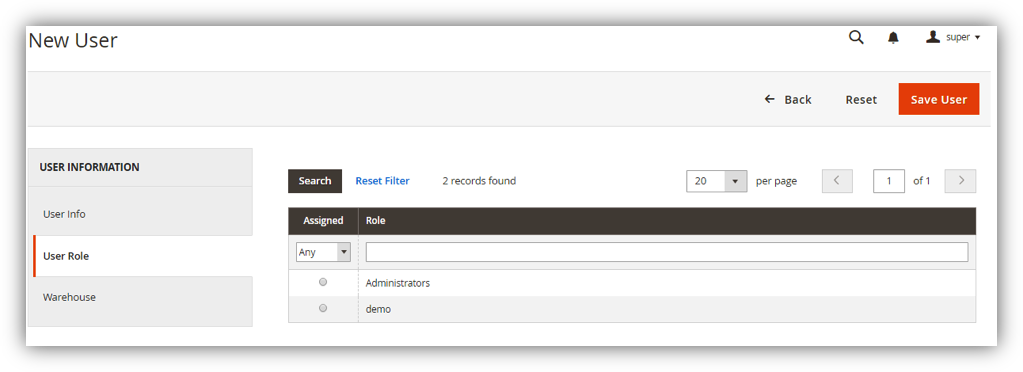 New User
super
Back Reset Save User
USER INFORMATION
User Info
User Role
Warehouse
Search Reset Filter 2 records found 20 per page 1 of 1
Assigned Role
Any
Administrators
demo